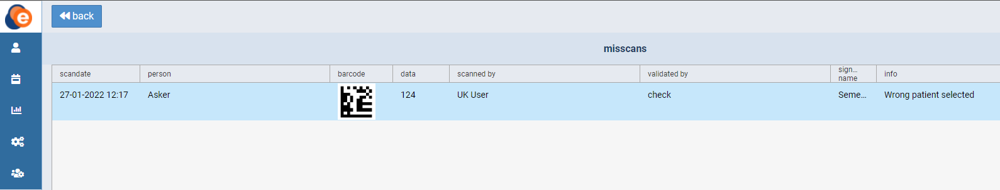 e
back
misscans
scandate person barcode data scanned by validated by sign... name info
27-01-2022 12:17 Asker 124 UK User check Seme... Wrong patient selected